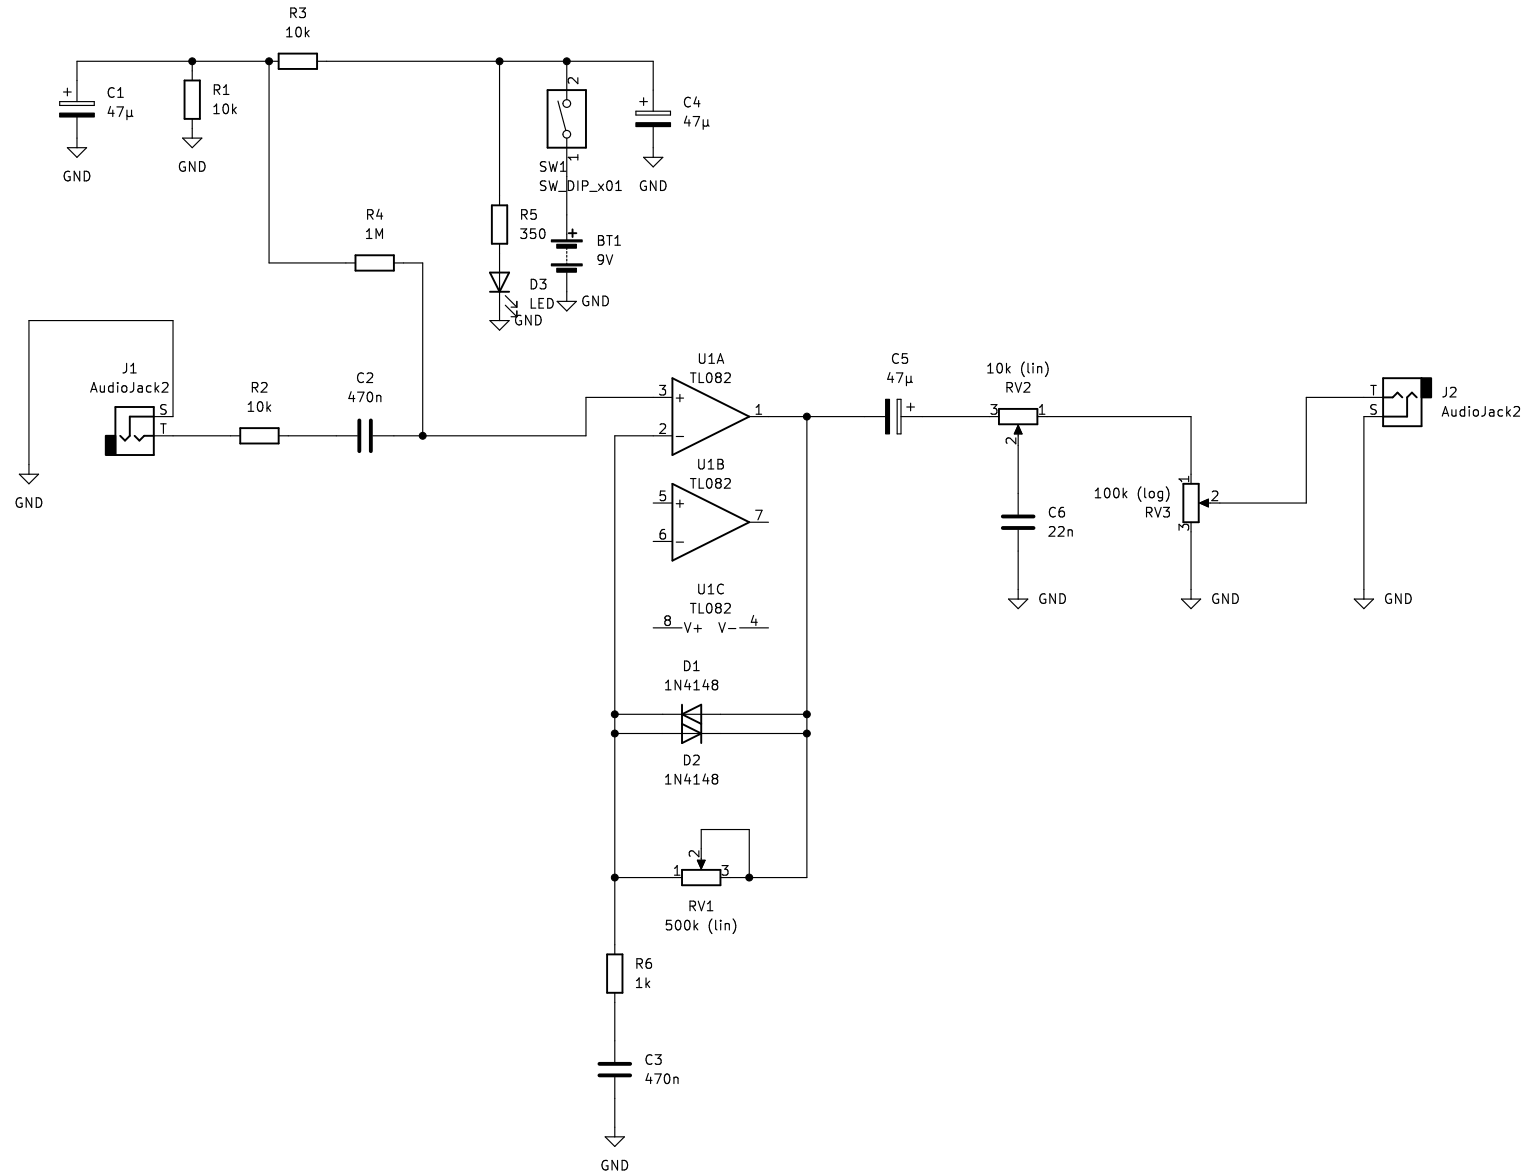 R3
10k
+
C1
47µ
GND
R1
10k
GND
2
1
SW1
SW_DIP_x01
+
C4
47µ
GND
R4
1M
R5
350
+
BT1
9V
GND
D3
LED
GND
J1
AudioJack2
S
T
GND
R2
10k
C2
470n
U1A
TL082
3
+
2
−
1
U1B
TL082
5
+
6
−
7
U1C
TL082
8 V+ V− 4
C5
47µ
+
10k (lin)
RV2
3 1
2
C6
22n
GND
100k (log)
RV3
1
2
3
GND
T
S
J2
AudioJack2
GND
D1
1N4148
D2
1N4148
2
1 3
RV1
500k (lin)
R6
1k
C3
470n
GND